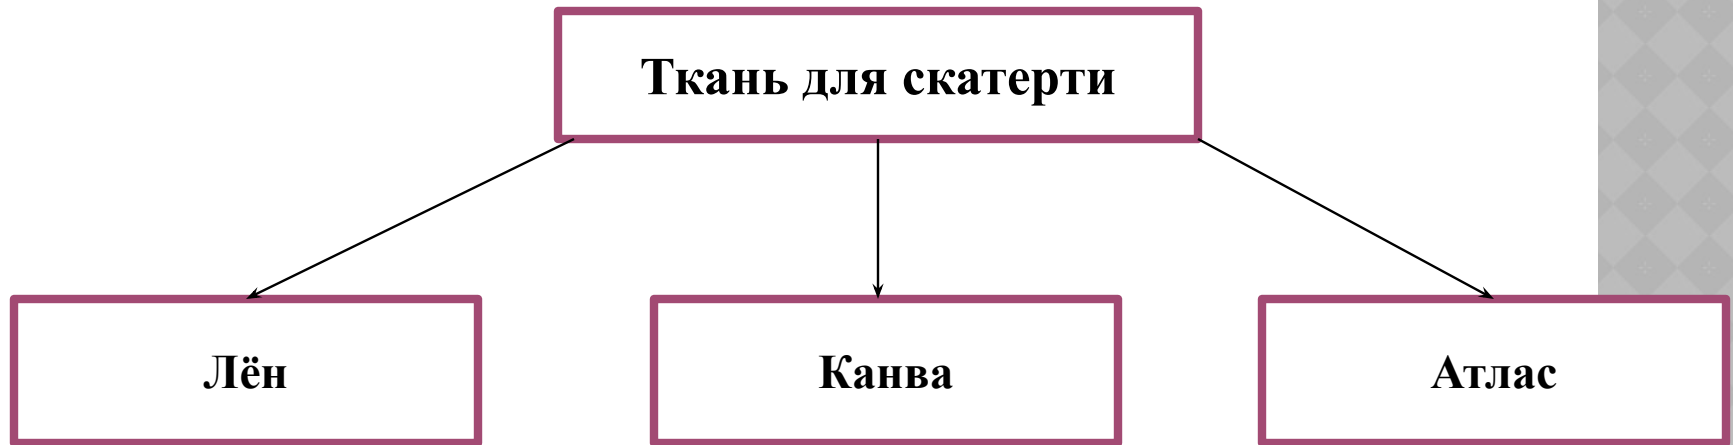 Ткань для скатерти
Лён
Канва
Атлас